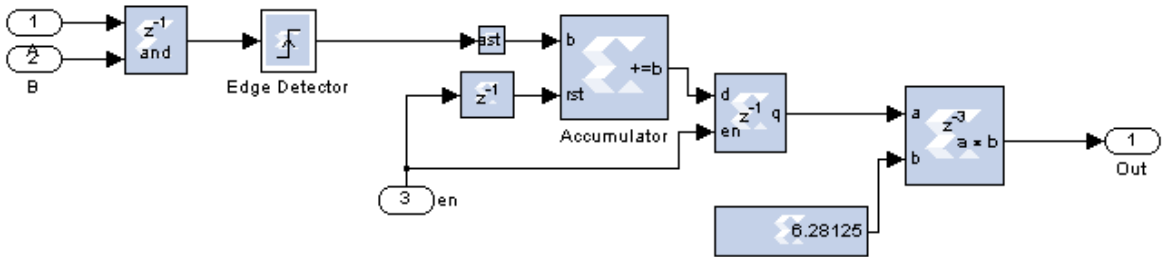 1
A
2
B
z⁻¹
and
Edge Detector
ast
z⁻¹
b
+=b
rst
Accumulator
d
z⁻¹
q
en
3
en
6.28125
a
z⁻³
a × b
b
1
Out